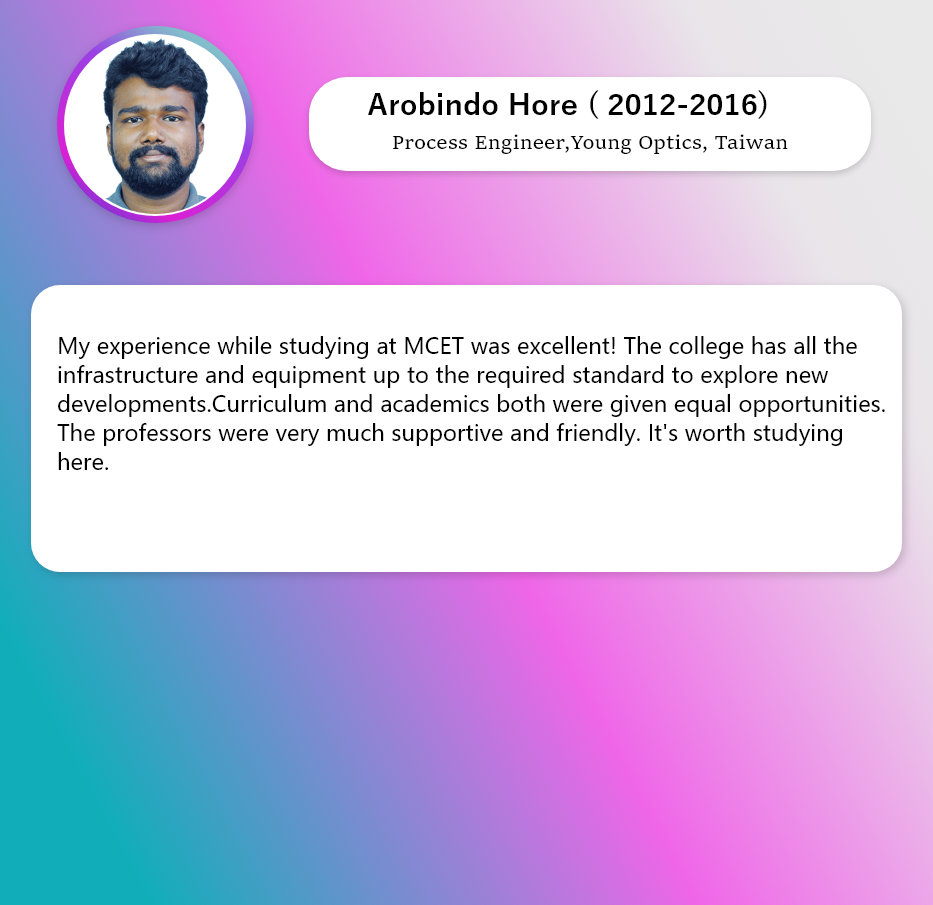 Arobindo Hore ( 2012-2016)
Process Engineer,Young Optics, Taiwan
My experience while studying at MCET was excellent! The college has all the
infrastructure and equipment up to the required standard to explore new
developments.Curriculum and academics both were given equal opportunities.
The professors were very much supportive and friendly. It's worth studying
here.